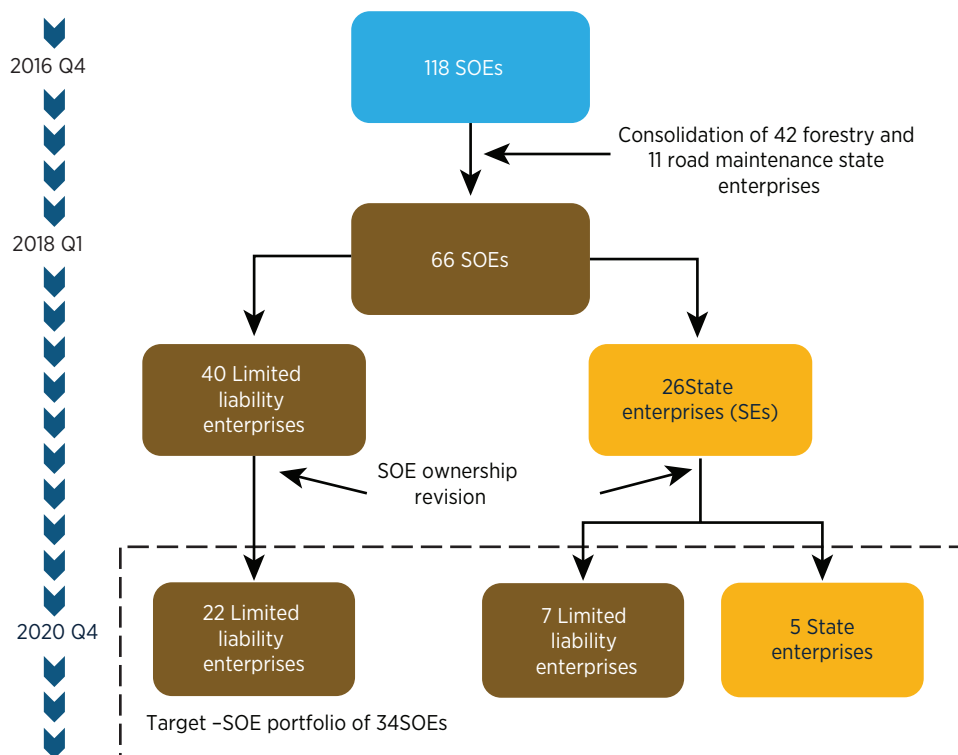 2016 Q4
118 SOEs
Consolidation of 42 forestry and
11 road maintenance state
enterprises
2018 Q1
66 SOEs
40 Limited
liability
enterprises
26State
enterprises (SEs)
SOE ownership
revision
2020 Q4
22 Limited
liability
enterprises
7 Limited
liability
enterprises
5 State
enterprises
Target –SOE portfolio of 34SOEs